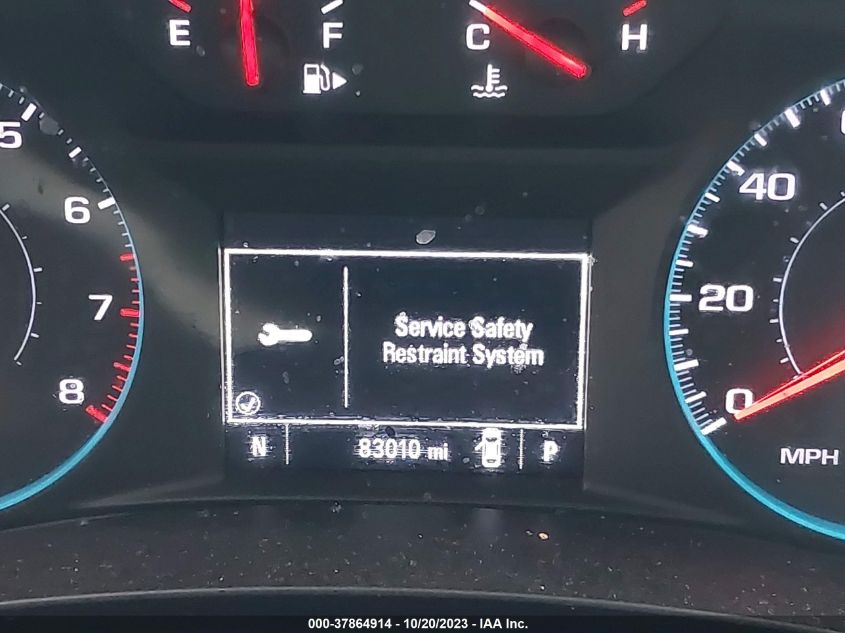 E F C H
5
6
7
8
40
20
0
MPH
Service Safety
Restraint System
N 83010 mi P
000-37864914 - 10/20/2023 - IAA Inc.